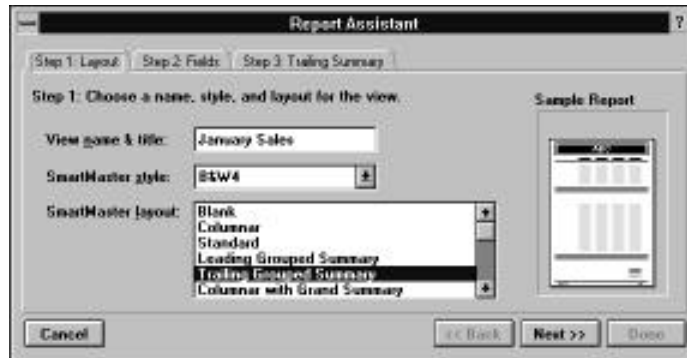 Report Assistant
?
Step 1: Layout Step 2: Fields Step 3: Trailing Summary
Step 1: Choose a name, style, and layout for the view.
Sample Report
View name & title: January Sales
SmartMaster style: B&W4
SmartMaster layout: Blank
Columnar
Standard
Leading Grouped Summary
Trailing Grouped Summary
Columnar with Grand Summary
ABC
Cancel << Back Next >> Done